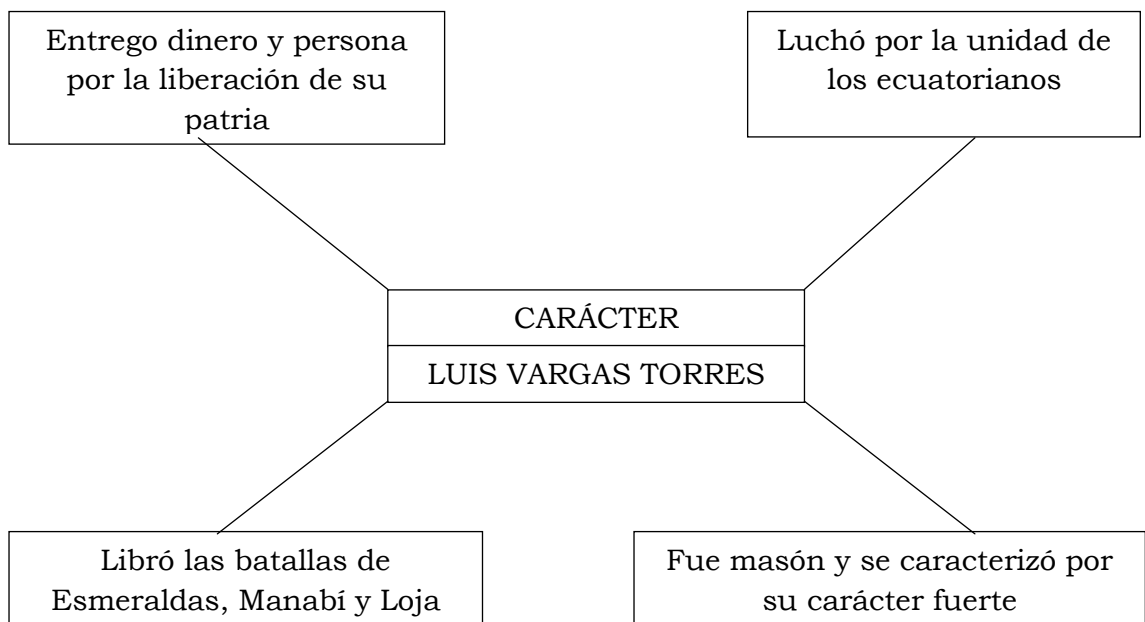 Entrego dinero y persona
por la liberación de su
patria
Luchó por la unidad de
los ecuatorianos
CARÁCTER
LUIS VARGAS TORRES
Libró las batallas de
Esmeraldas, Manabí y Loja
Fue masón y se caracterizó por
su carácter fuerte